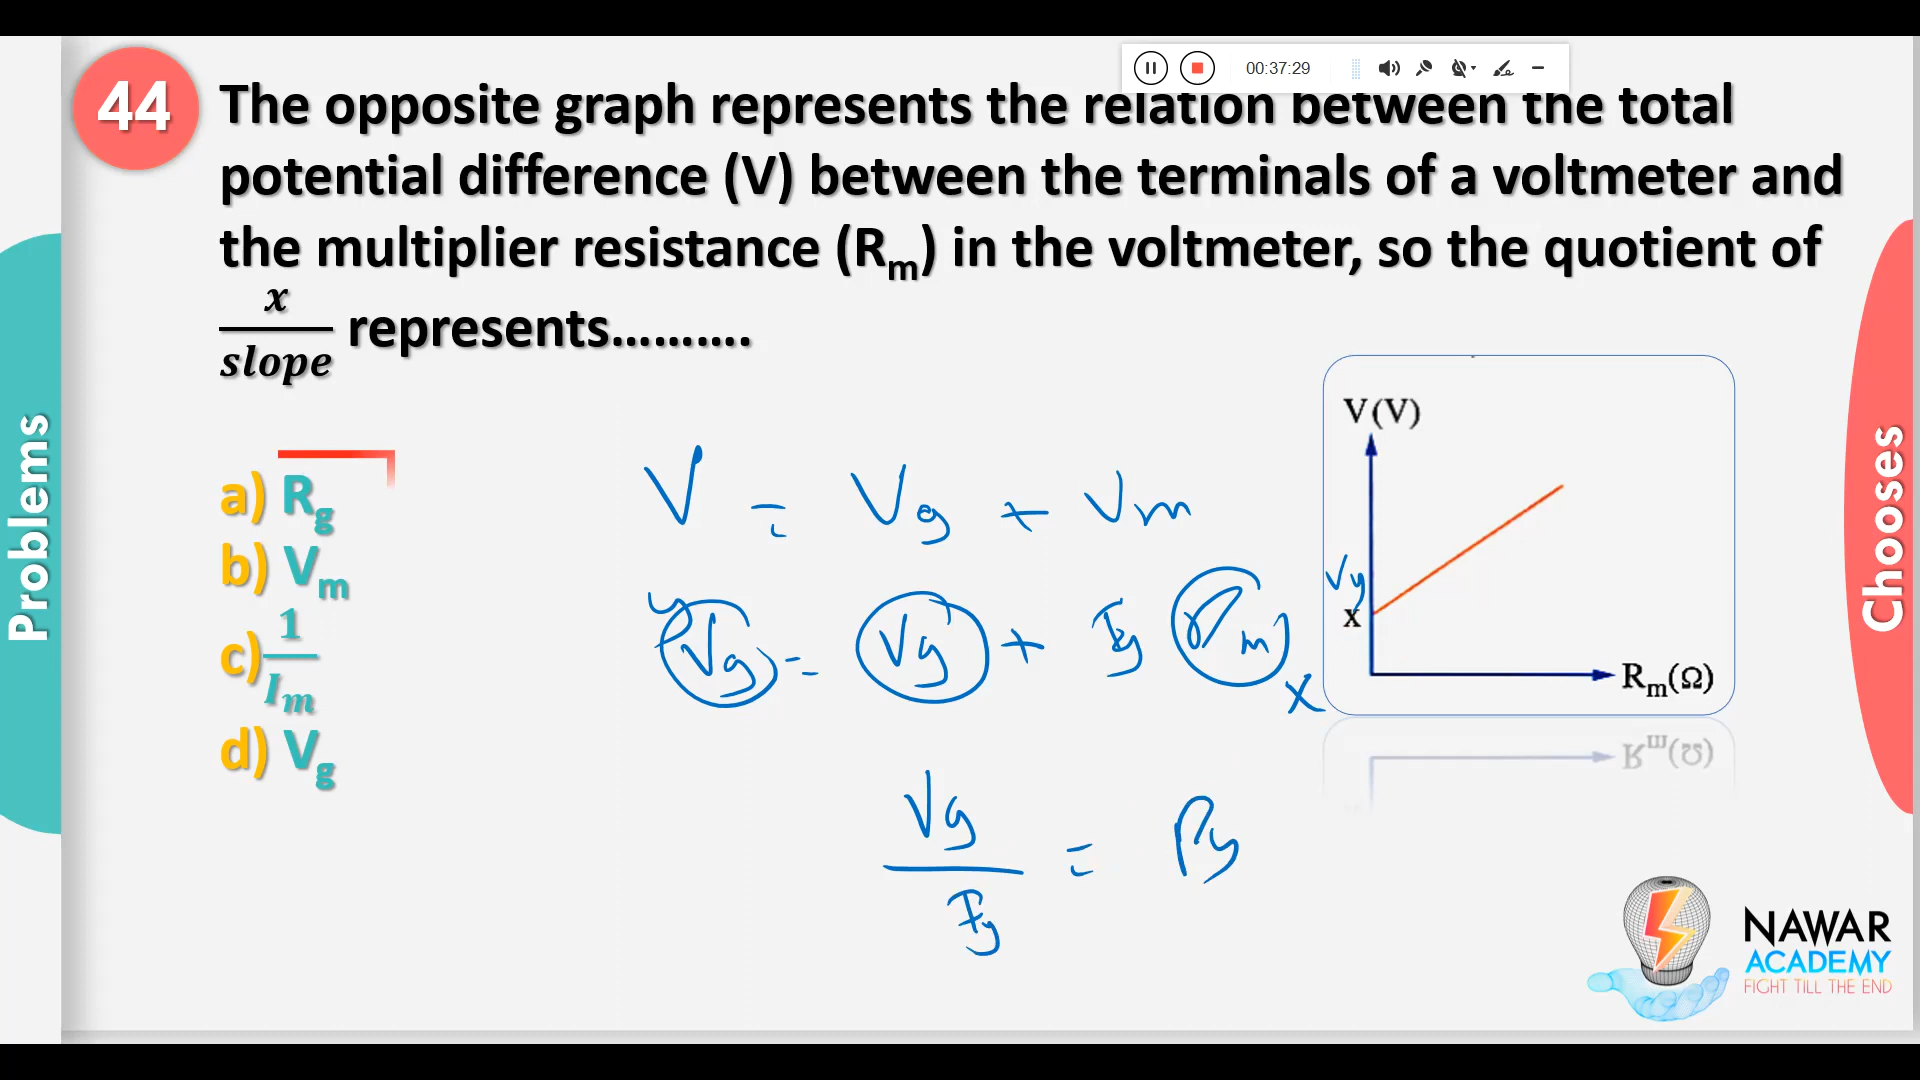 00:37:29
44
The opposite graph represents the relation between the total
potential difference (V) between the terminals of a voltmeter and
the multiplier resistance (Rm) in the voltmeter, so the quotient of
x/slope represents..........
a) Rg
b) Vm
c) 1/Im
d) Vg
V = Vg + Vm
Vg = Vg + Ig Rm
y
x
Vg/Ig = Rg
V(V)
Vg
x
Rm(Ω)
Rm(Ω)
Problems
Chooses
NAWAR
ACADEMY
FIGHT TILL THE END